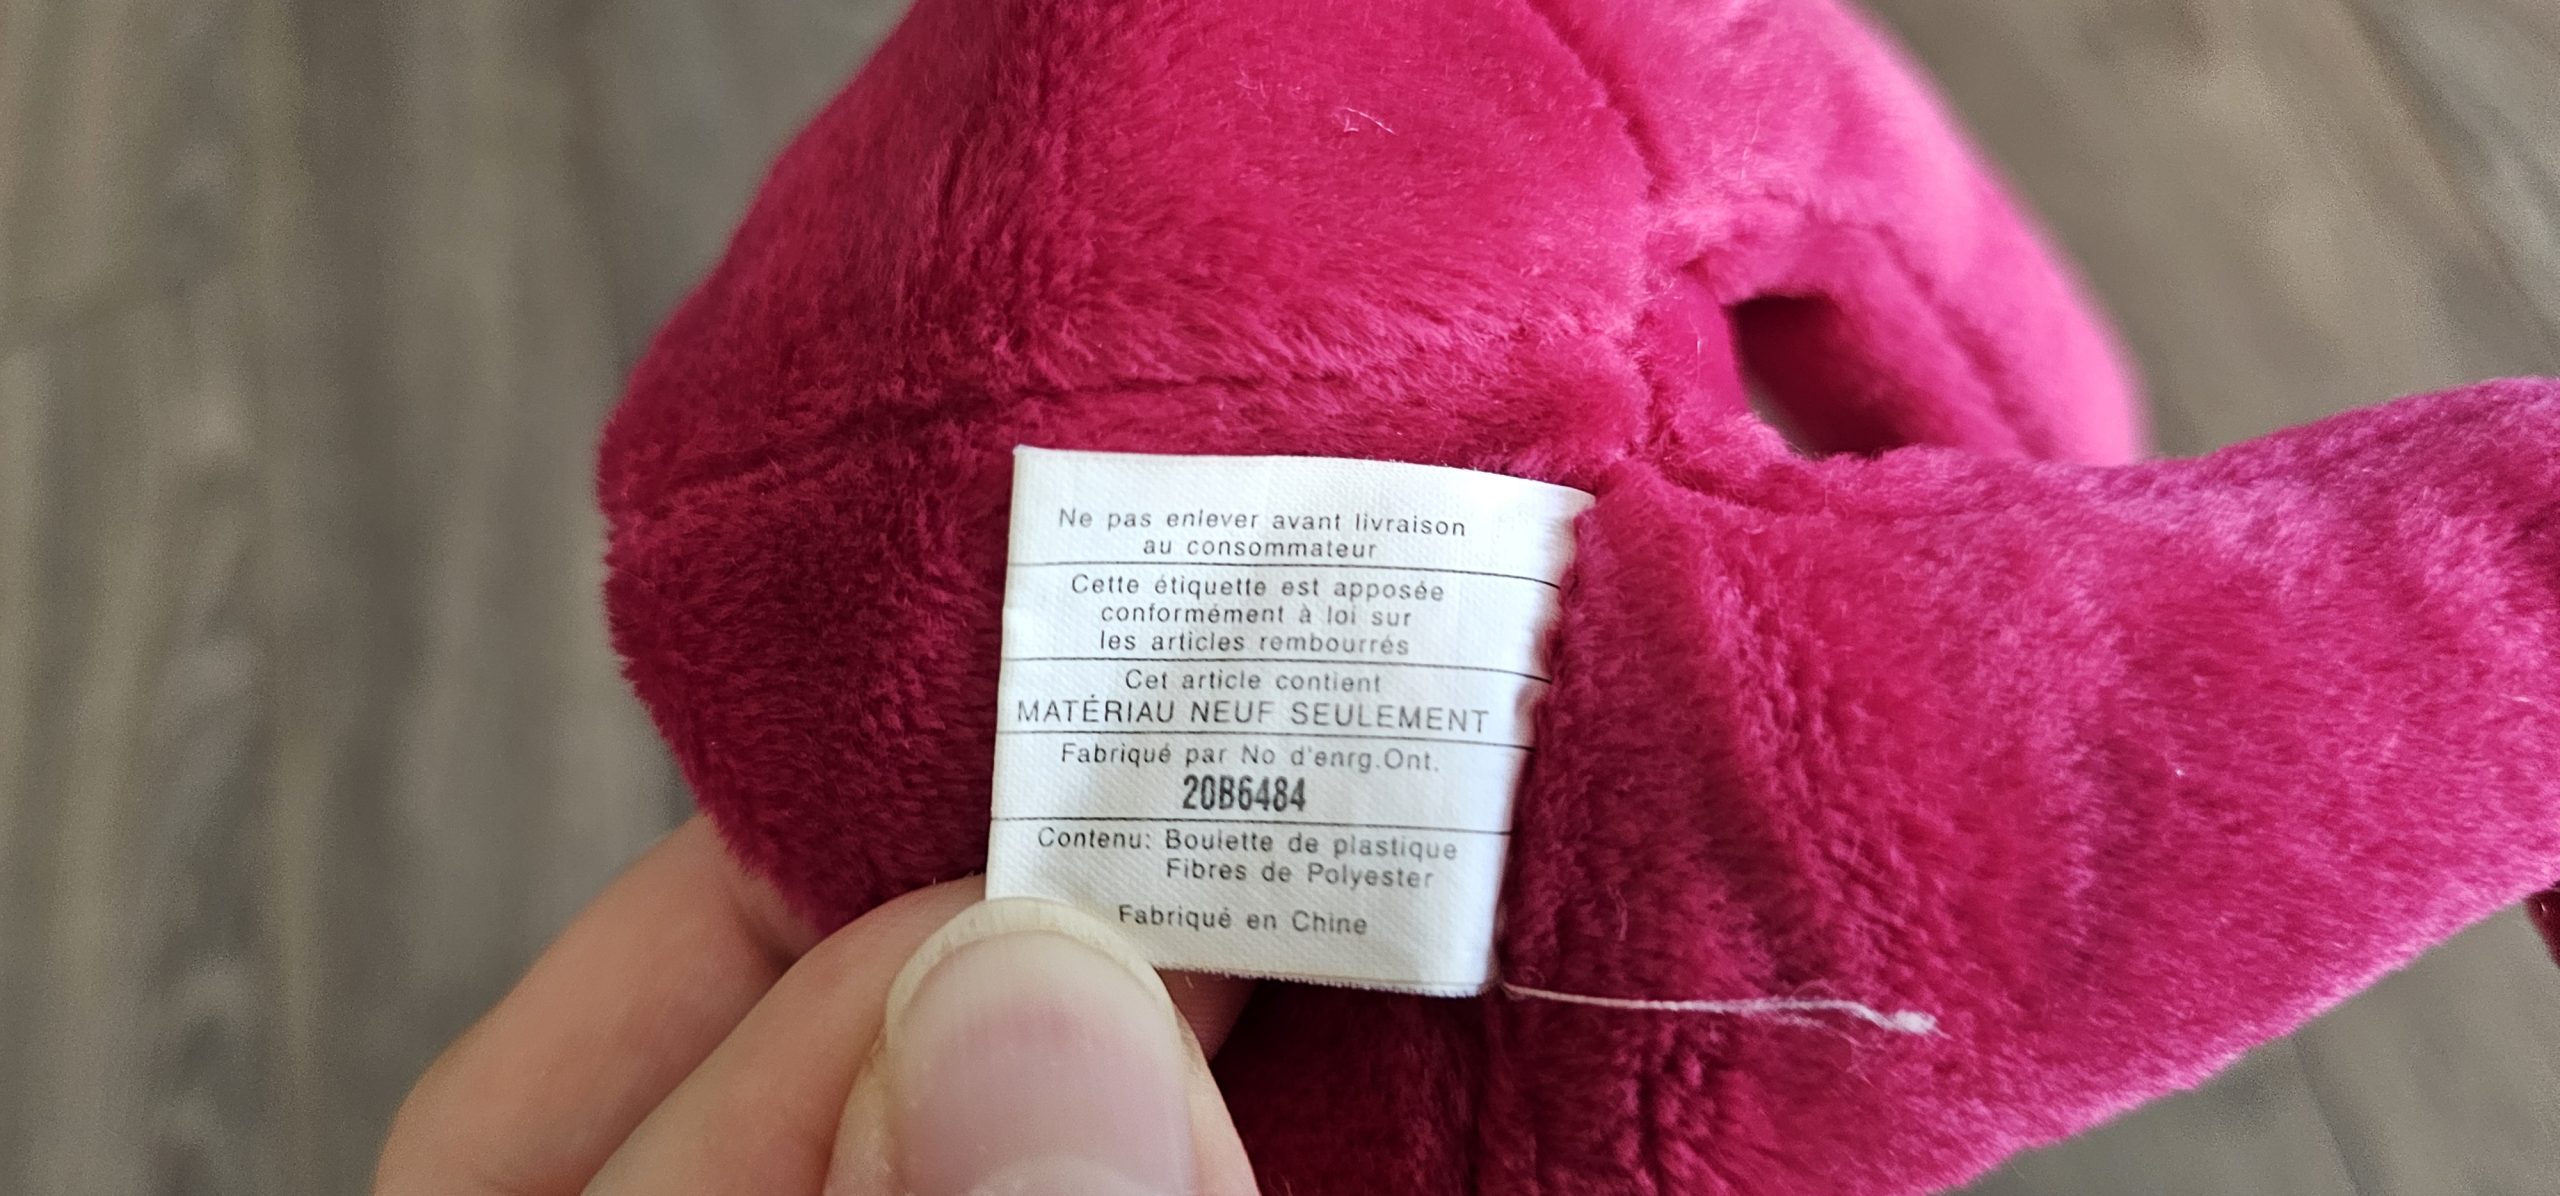 Ne pas enlever avant livraison
au consommateur
Cette étiquette est apposée
conformément à loi sur
les articles rembourrés
Cet article contient
MATÉRIAU NEUF SEULEMENT
Fabriqué par No d'enrg.Ont.
20B6484
Contenu: Boulette de plastique
Fibres de Polyester
Fabriqué en Chine